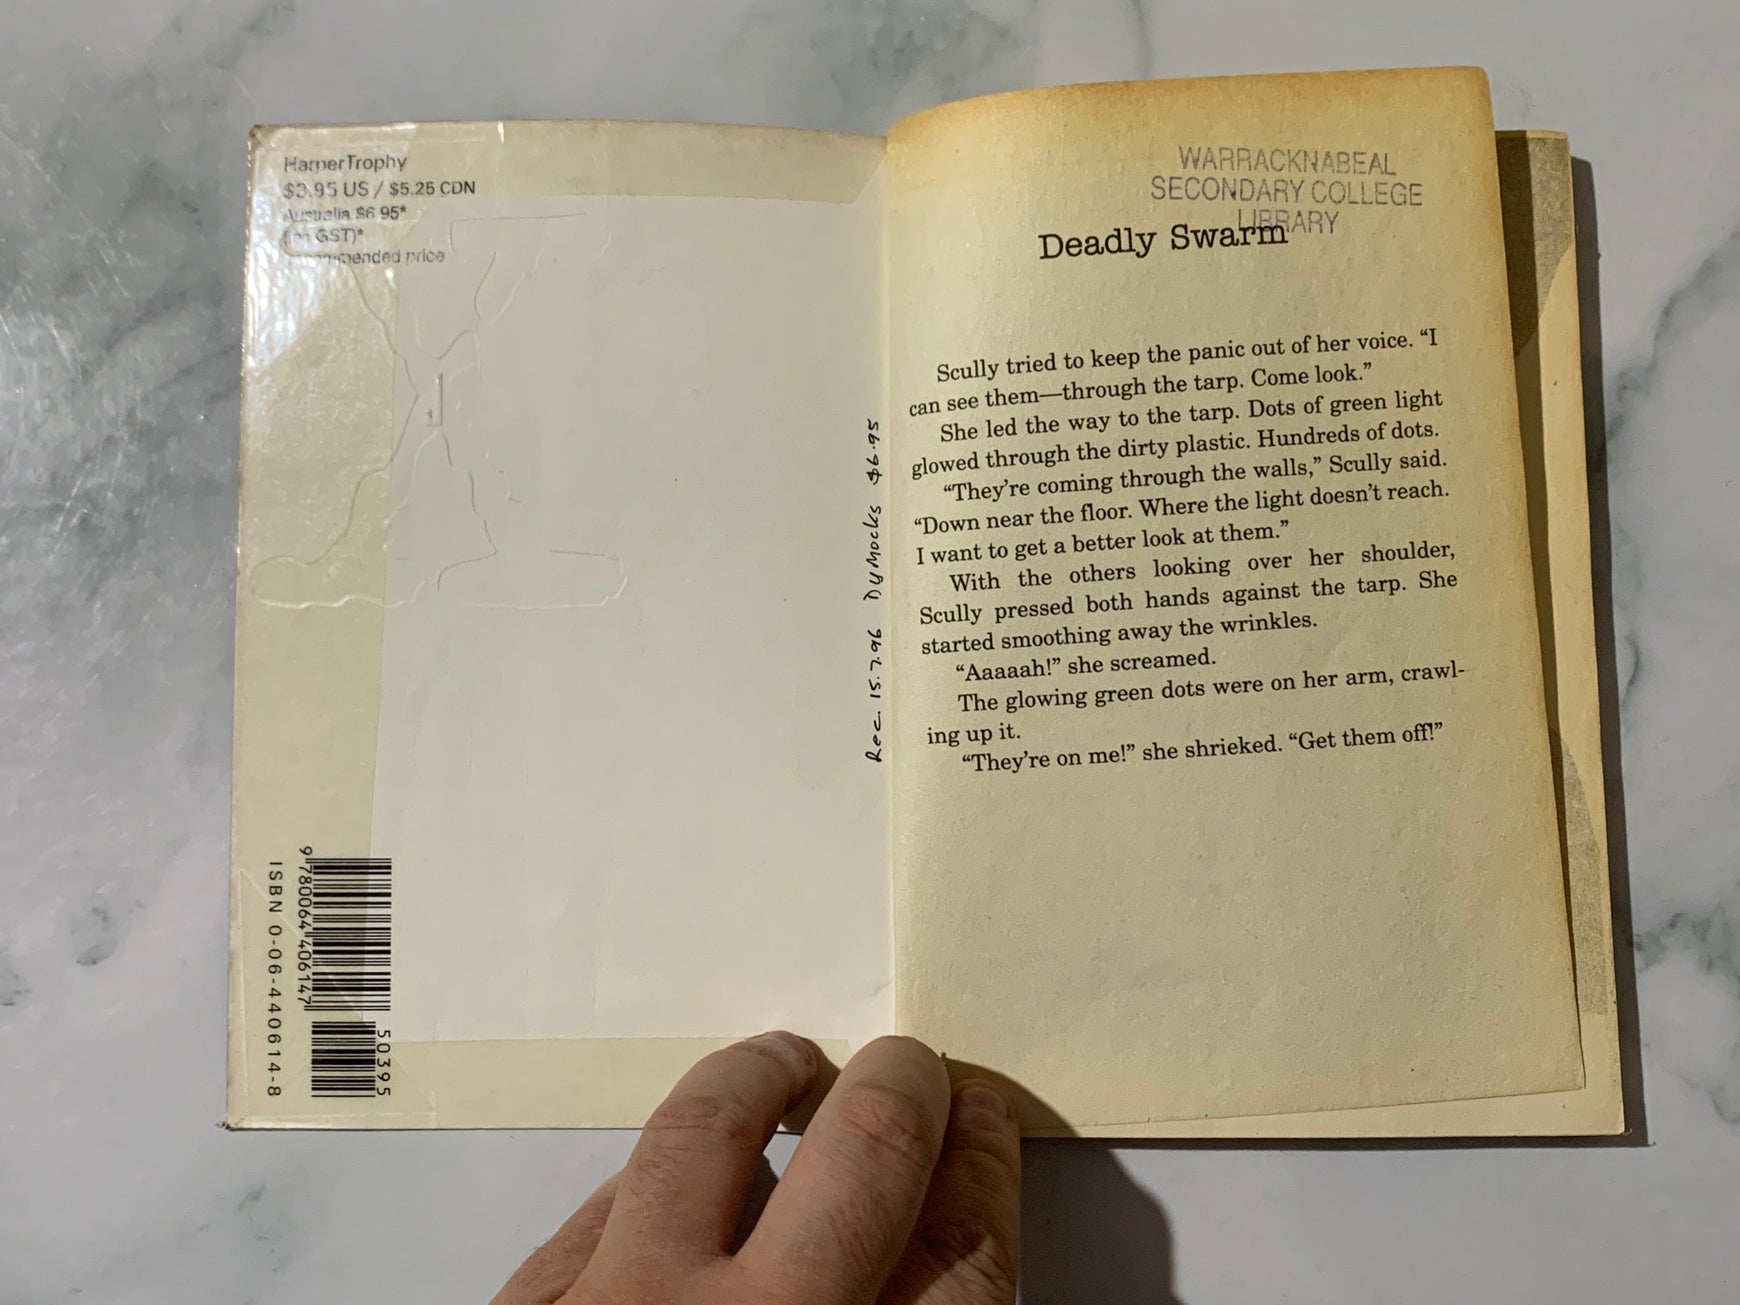 HarperTrophy
$3.95 US / $5.25 CDN
Australia $6.95*
GST)*
price
Rec. 15.7.96 Dymocks $6.95
9 780064 406147
50395
ISBN 0-06-440614-8
WARRACKNABEAL
SECONDARY COLLEGE
LIBRARY
Deadly Swarm
Scully tried to keep the panic out of her voice. “I
can see them—through the tarp. Come look.”
She led the way to the tarp. Dots of green light
glowed through the dirty plastic. Hundreds of dots.
“They’re coming through the walls,” Scully said.
“Down near the floor. Where the light doesn’t reach.
I want to get a better look at them.”
With the others looking over her shoulder,
Scully pressed both hands against the tarp. She
started smoothing away the wrinkles.
“Aaaaah!” she screamed.
The glowing green dots were on her arm, crawl-
ing up it.
“They’re on me!” she shrieked. “Get them off!”